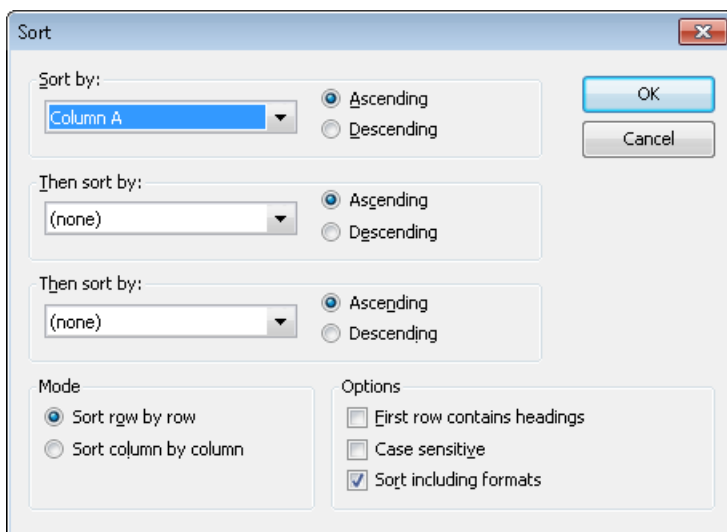 Sort
Sort by:
Column A
Ascending
Descending
OK
Cancel
Then sort by:
(none)
Ascending
Descending
Then sort by:
(none)
Ascending
Descending
Mode
Sort row by row
Sort column by column
Options
First row contains headings
Case sensitive
Sort including formats